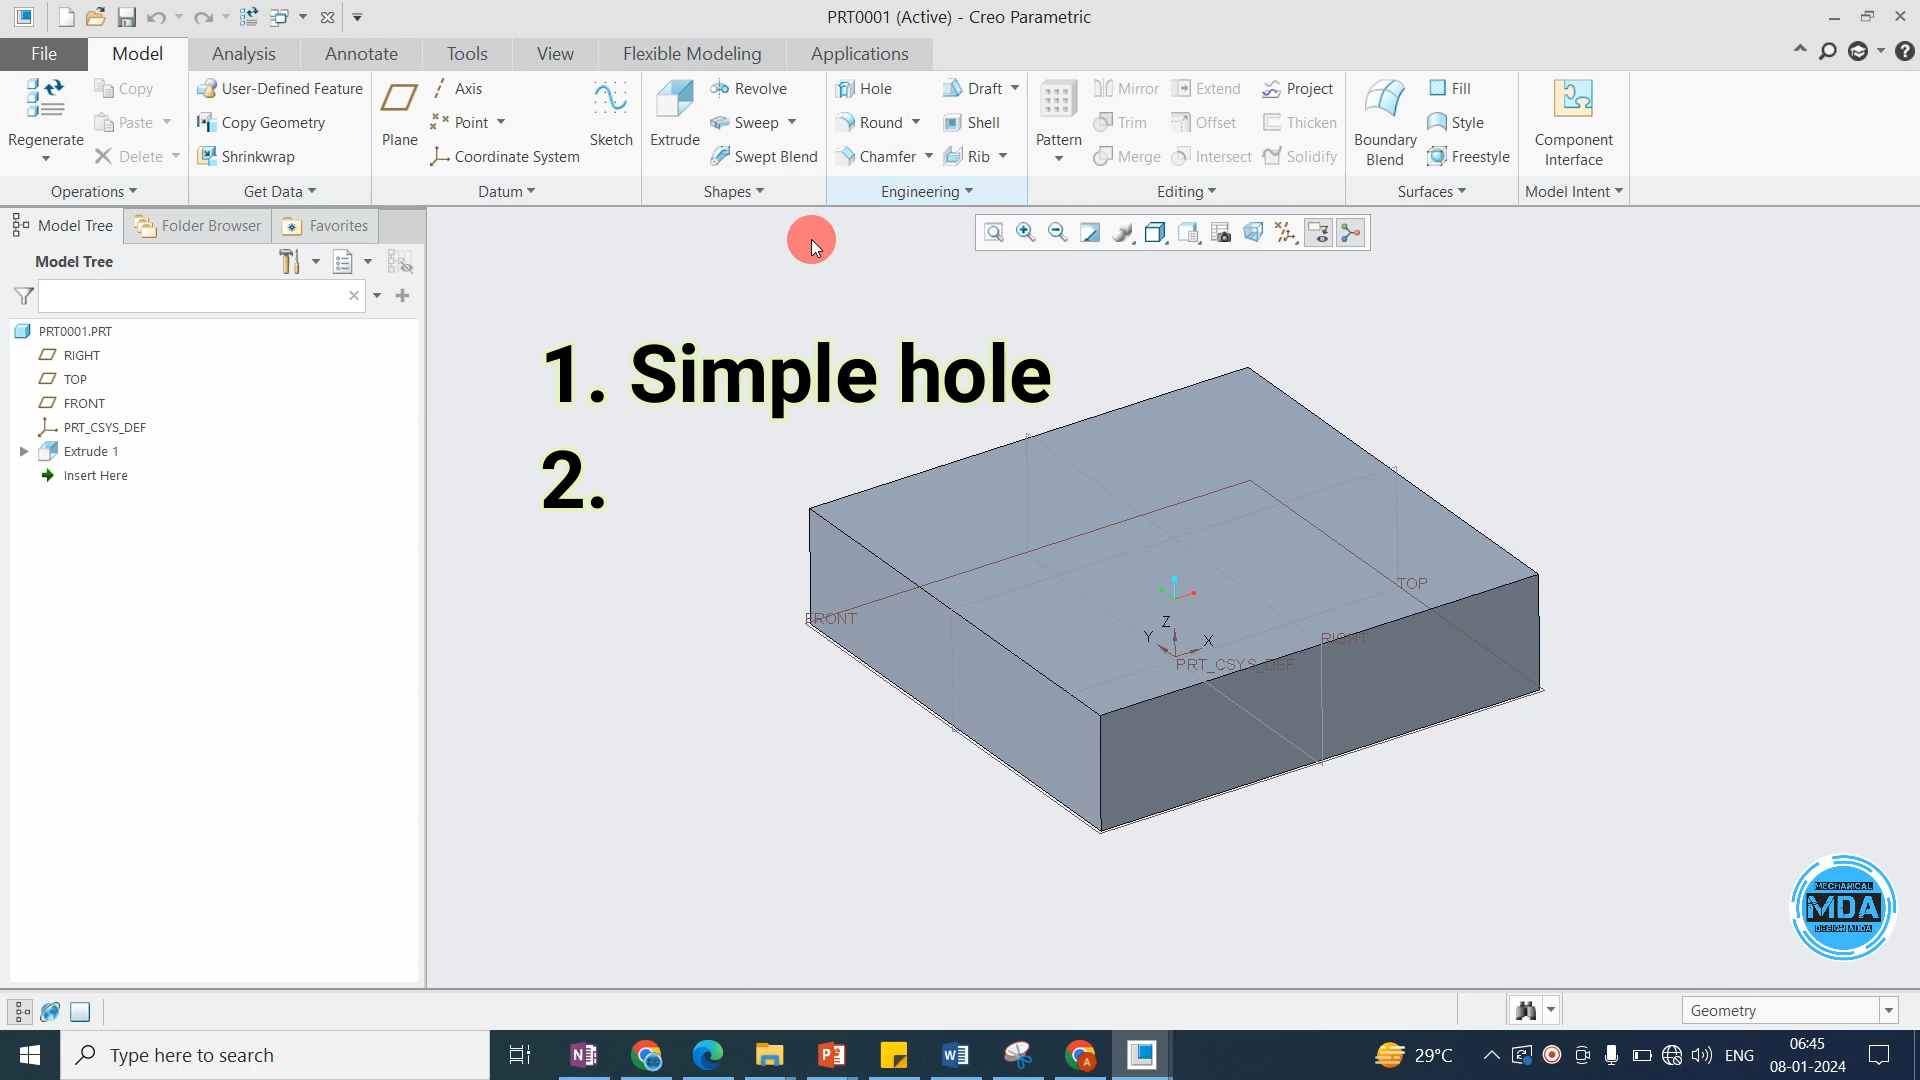 PRT0001 (Active) - Creo Parametric
File Model Analysis Annotate Tools View Flexible Modeling Applications
Regenerate
Copy
Paste
Delete
Operations
User-Defined Feature
Copy Geometry
Shrinkwrap
Get Data
Plane
Axis
Point
Coordinate System
Sketch
Datum
Extrude
Revolve
Sweep
Swept Blend
Shapes
Hole
Round
Chamfer
Draft
Shell
Rib
Engineering
Pattern
Mirror
Trim
Merge
Extend
Offset
Intersect
Project
Thicken
Solidify
Editing
Boundary
Blend
Fill
Style
Freestyle
Surfaces
Component
Interface
Model Intent
Model Tree Folder Browser Favorites
Model Tree
PRT0001.PRT
RIGHT
TOP
FRONT
PRT_CSYS_DEF
Extrude 1
Insert Here
1. Simple hole
2.
TOP
FRONT
RIGHT
Z
Y
X
PRT_CSYS_DEF
MECHANICAL
MDA
DESIGN ADDA
Geometry
Type here to search
29°C
ENG
06:45
08-01-2024